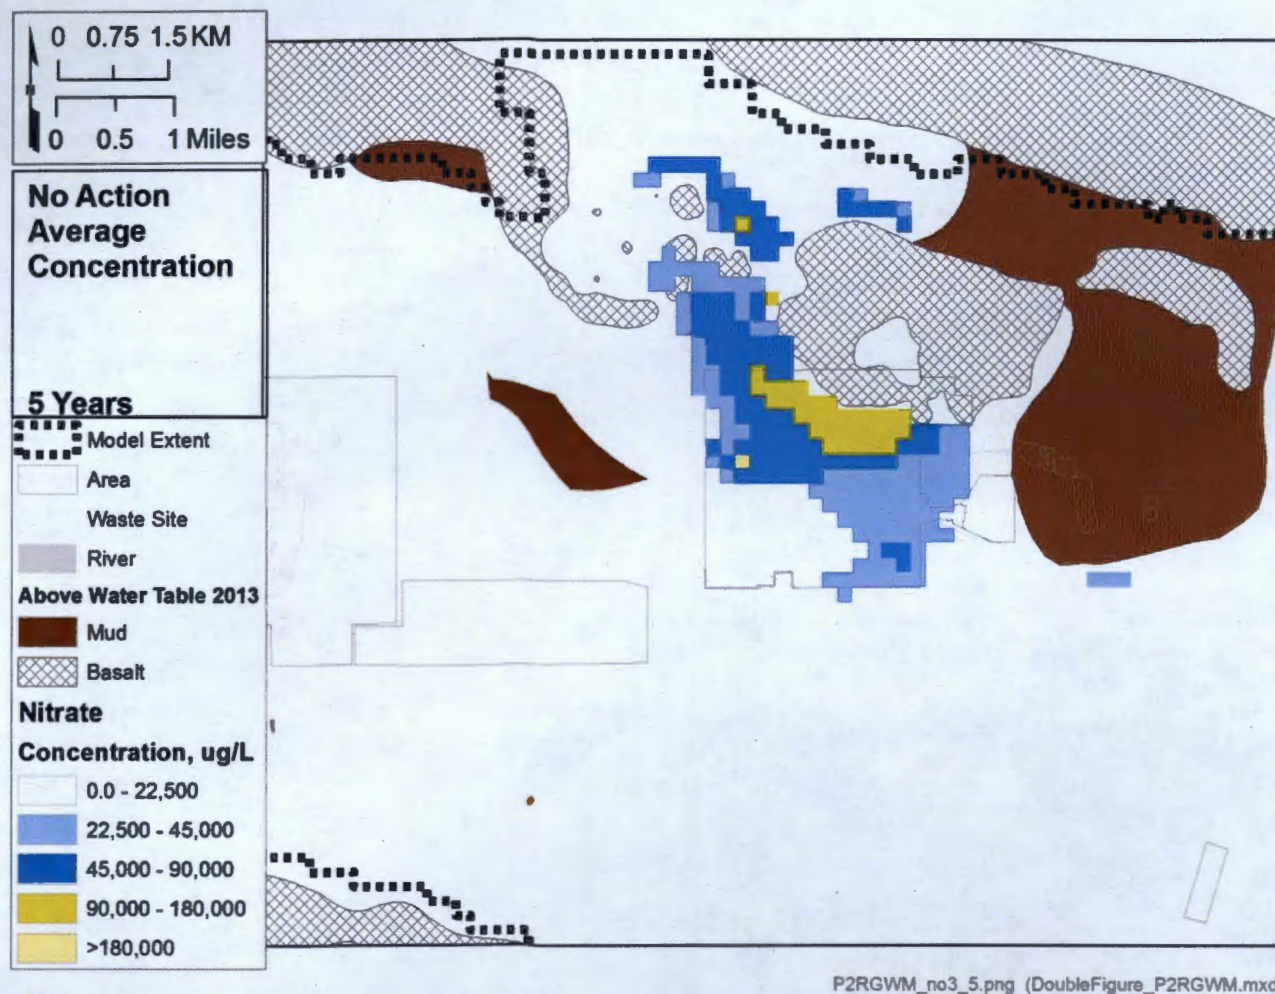 0 0.75 1.5 KM
0 0.5 1 Miles
No Action
Average
Concentration
5 Years
Model Extent
Area
Waste Site
River
Above Water Table 2013
Mud
Basalt
Nitrate
Concentration, ug/L
0.0 - 22,500
22,500 - 45,000
45,000 - 90,000
90,000 - 180,000
>180,000
P2RGWM_no3_5.png (DoubleFigure_P2RGWM.mxd